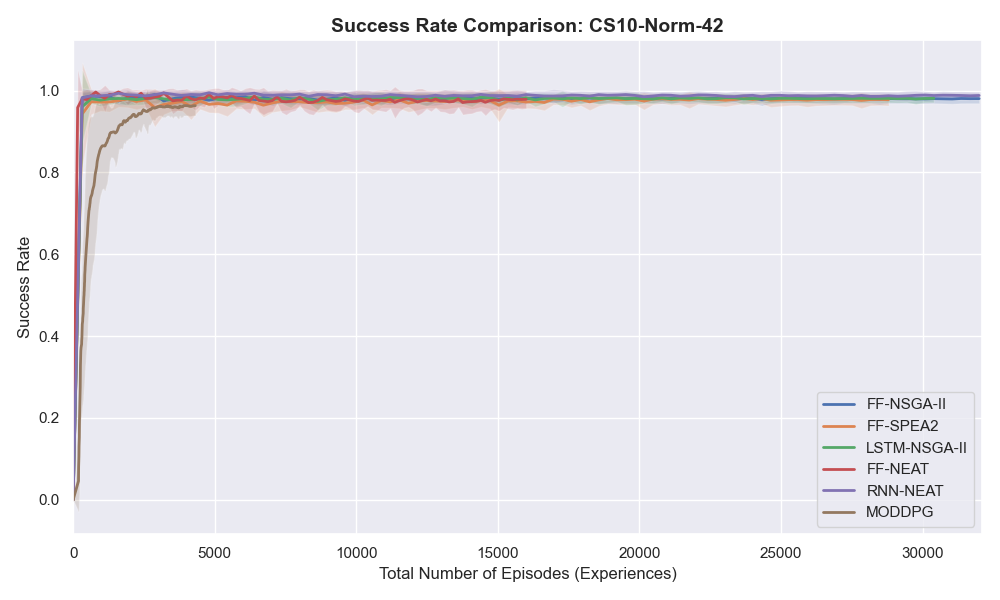 Success Rate Comparison: CS10-Norm-42
Success Rate
1.0
0.8
0.6
0.4
0.2
0.0
FF-NSGA-II
FF-SPEA2
LSTM-NSGA-II
FF-NEAT
RNN-NEAT
MODDPG
0 5000 10000 15000 20000 25000 30000
Total Number of Episodes (Experiences)